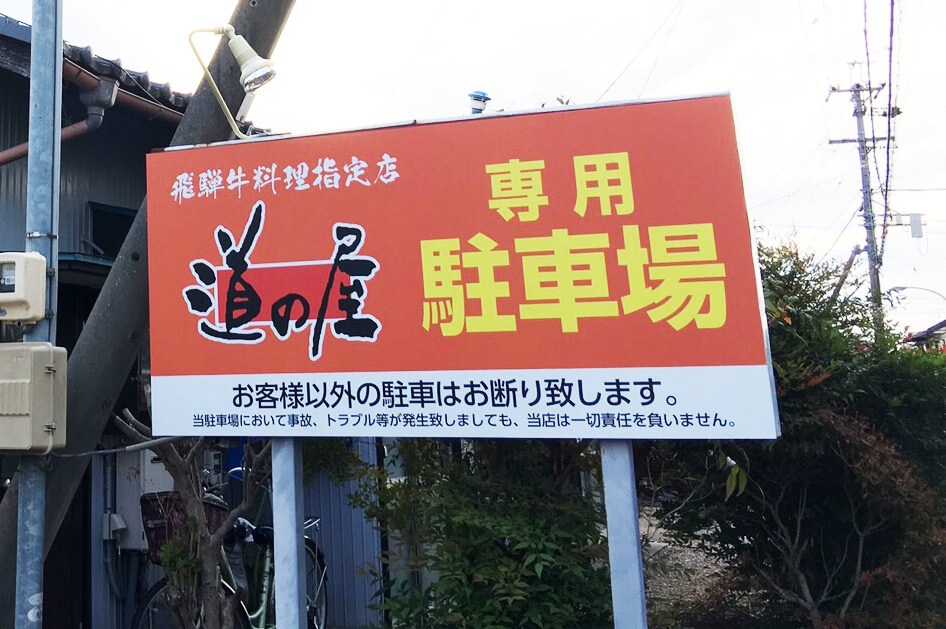 飛騨牛料理指定店
道の屋
専用
駐車場
お客様以外の駐車はお断り致します。
当駐車場において事故、トラブル等が発生致しましても、当店は一切責任を負いません。